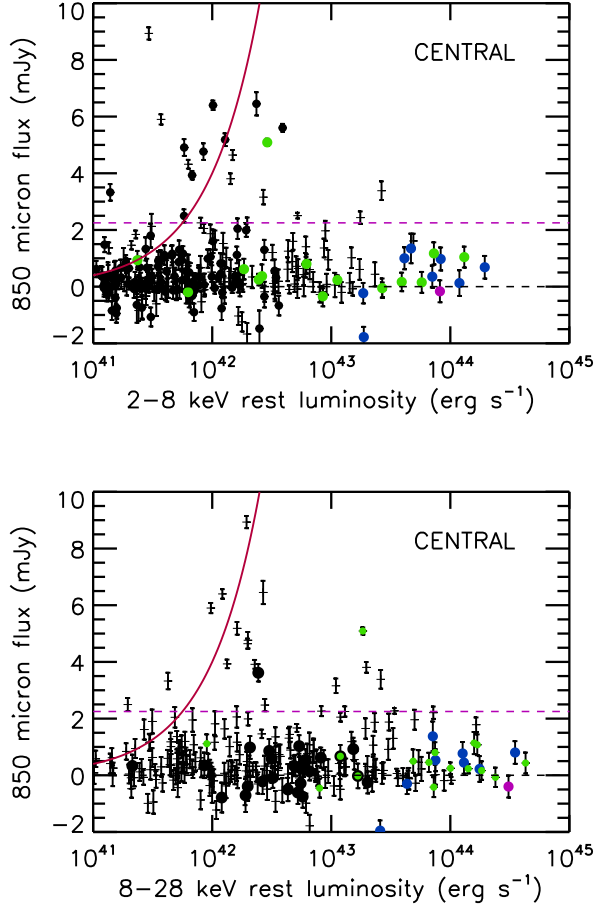 10
8
6
4
2
0
−2
850 micron flux (mJy)
CENTRAL
10^41 10^42 10^43 10^44 10^45
2−8 keV rest luminosity (erg s^−1)
10
8
6
4
2
0
−2
850 micron flux (mJy)
CENTRAL
10^41 10^42 10^43 10^44 10^45
8−28 keV rest luminosity (erg s^−1)